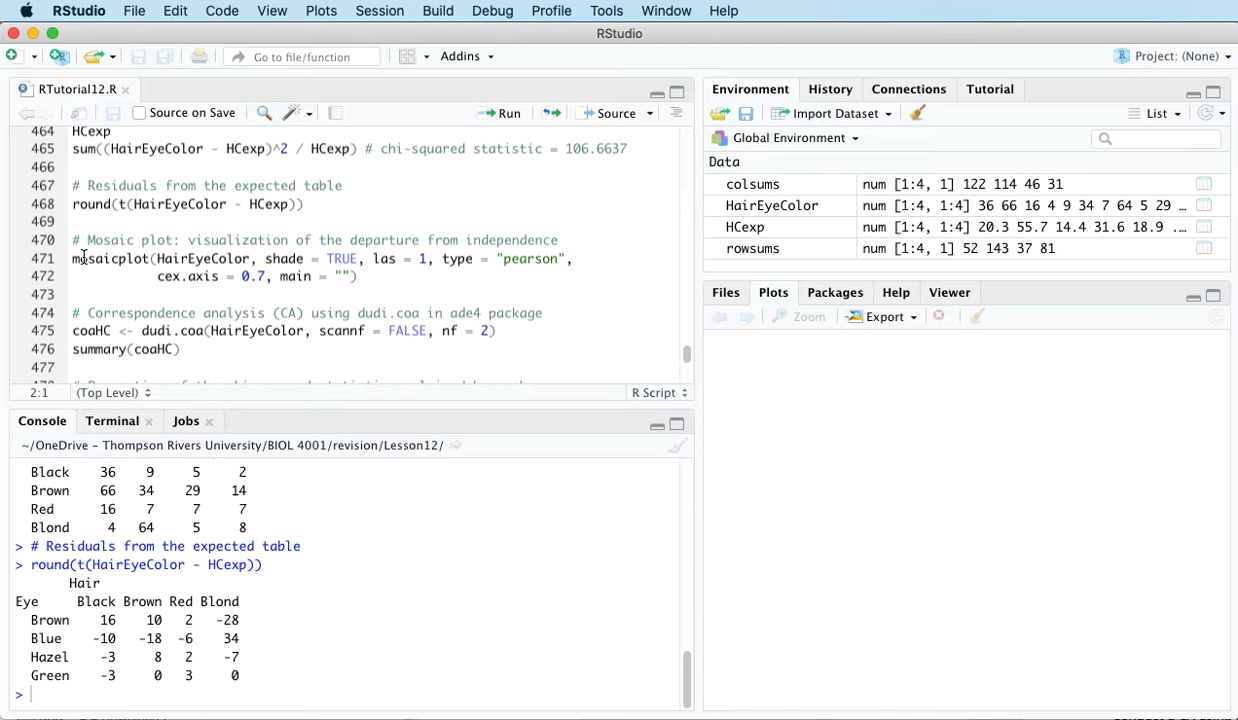 RStudio File Edit Code View Plots Session Build Debug Profile Tools Window Help
RStudio
Go to file/function Addins Project: (None)
RTutorial12.R
Source on Save Run Source
464 HCexp
465 sum((HairEyeColor - HCexp)^2 / HCexp) # chi-squared statistic = 106.6637
466
467 # Residuals from the expected table
468 round(t(HairEyeColor - HCexp))
469
470 # Mosaic plot: visualization of the departure from independence
471 mosaicplot(HairEyeColor, shade = TRUE, las = 1, type = "pearson",
472 cex.axis = 0.7, main = "")
473
474 # Correspondence analysis (CA) using dudi.coa in ade4 package
475 coaHC <- dudi.coa(HairEyeColor, scannf = FALSE, nf = 2)
476 summary(coaHC)
477
2:1 (Top Level) R Script
Console Terminal Jobs
~/OneDrive – Thompson Rivers University/BIOL 4001/revision/Lesson12/
Black 36 9 5 2
Brown 66 34 29 14
Red 16 7 7 7
Blond 4 64 5 8
> # Residuals from the expected table
> round(t(HairEyeColor - HCexp))
Hair
Eye Black Brown Red Blond
Brown 16 10 2 -28
Blue -10 -18 -6 34
Hazel -3 8 2 -7
Green -3 0 3 0
>
Environment History Connections Tutorial
Import Dataset List
Global Environment
Data
colsums num [1:4, 1] 122 114 46 31
HairEyeColor num [1:4, 1:4] 36 66 16 4 9 34 7 64 5 29 …
HCexp num [1:4, 1:4] 20.3 55.7 14.4 31.6 18.9 ...
rowsums num [1:4, 1] 52 143 37 81
Files Plots Packages Help Viewer
Zoom Export